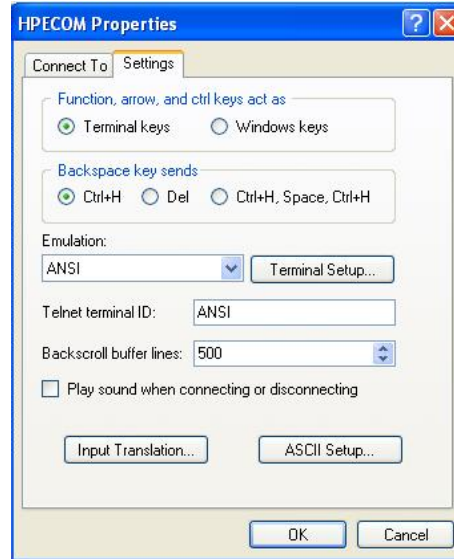 HPECOM Properties
Connect To Settings
Function, arrow, and ctrl keys act as
Terminal keys Windows keys
Backspace key sends
Ctrl+H Del Ctrl+H, Space, Ctrl+H
Emulation:
ANSI Terminal Setup...
Telnet terminal ID: ANSI
Backscroll buffer lines: 500
Play sound when connecting or disconnecting
Input Translation... ASCII Setup...
OK Cancel